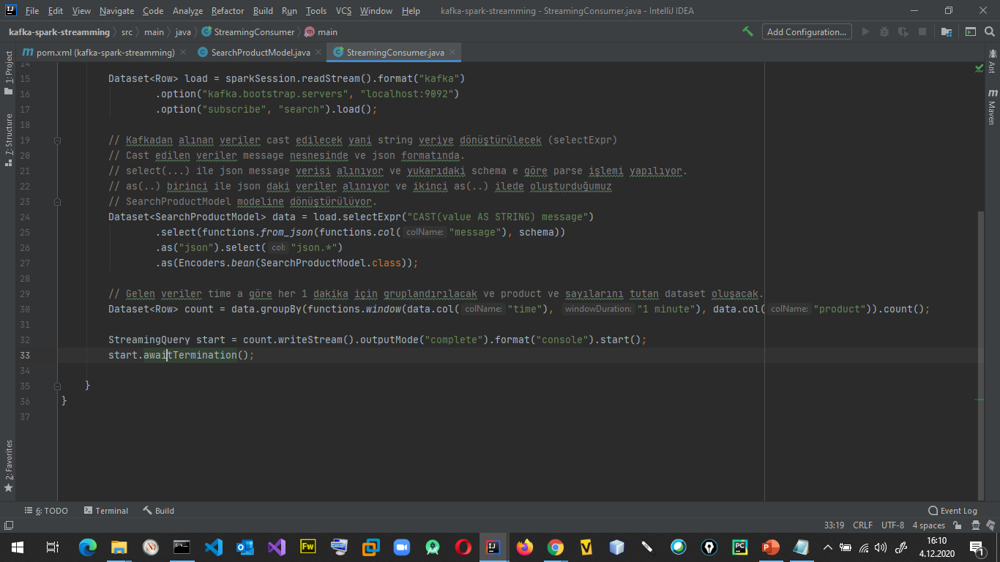 File Edit View Navigate Code Analyze Refactor Build Run Tools VCS Window Help kafka-spark-streamming - StreamingConsumer.java - IntelliJ IDEA
kafka-spark-streamming src main java StreamingConsumer m main Add Configuration...
m pom.xml (kafka-spark-streamming) C SearchProductModel.java C StreamingConsumer.java
1: Project
7: Structure
2: Favorites
Ant
m Maven
14
15 Dataset<Row> load = sparkSession.readStream().format("kafka")
16 .option("kafka.bootstrap.servers", "localhost:9092")
17 .option("subscribe", "search").load();
18
19 // Kafkadan alınan veriler cast edilecek yani string veriye dönüştürülecek (selectExpr)
20 // Cast edilen veriler message nesnesinde ve json formatında.
21 // select(...) ile json message verisi alınıyor ve yukarıdaki schema e göre parse işlemi yapılıyor.
22 // as(..) birinci ile json daki veriler alınıyor ve ikinci as(..) ilede oluşturduğumuz
23 // SearchProductModel modeline dönüştürülüyor.
24 Dataset<SearchProductModel> data = load.selectExpr("CAST(value AS STRING) message")
25 .select(functions.from_json(functions.col( colName: "message"), schema))
26 .as("json").select( col: "json.*")
27 .as(Encoders.bean(SearchProductModel.class));
28
29 // Gelen veriler time a göre her 1 dakika için gruplandırılacak ve product ve sayılarını tutan dataset oluşacak.
30 Dataset<Row> count = data.groupBy(functions.window(data.col( colName: "time"), windowDuration: "1 minute"), data.col( colName: "product")).count();
31
32 StreamingQuery start = count.writeStream().outputMode("complete").format("console").start();
33 start.awaitTermination();
34
35 }
36 }
37
6: TODO Terminal Build Event Log
33:19 CRLF UTF-8 4 spaces
Fw IJ PC P 16:10
4.12.2020 1